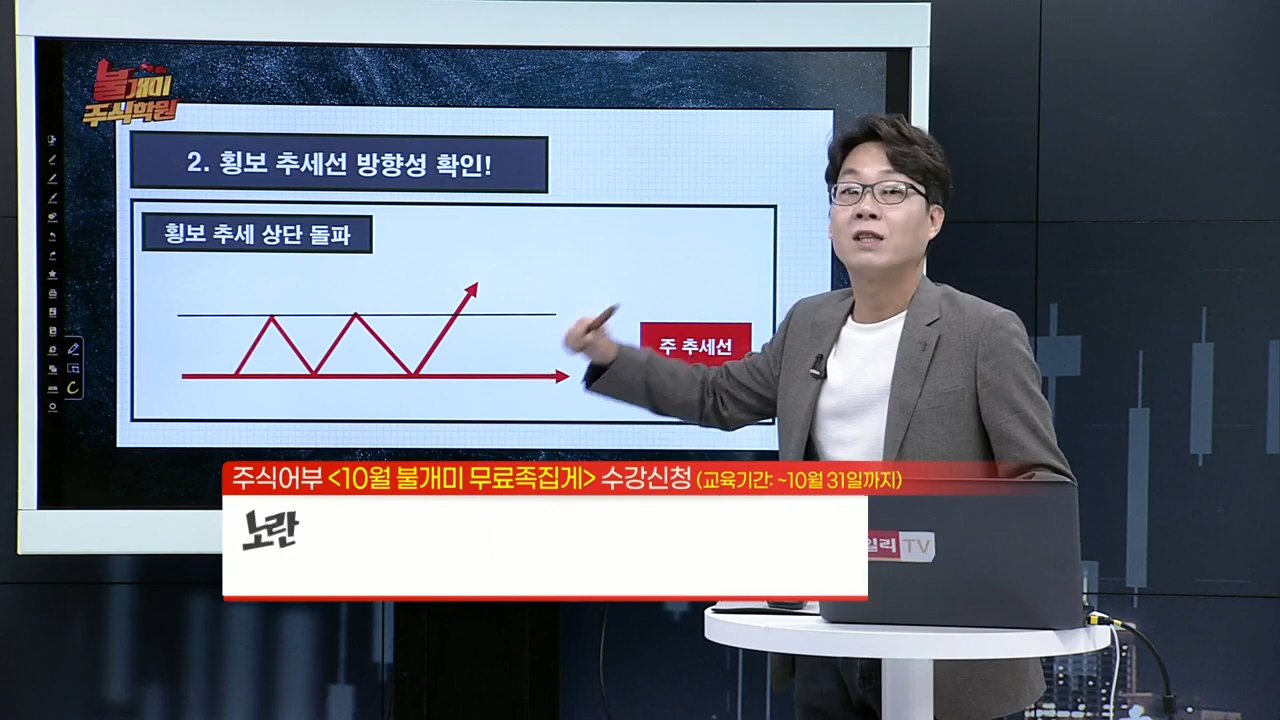 불개미
주식학원
2. 횡보 추세선 방향성 확인!
횡보 추세 상단 돌파
주 추세선
주식어부 <10월 불개미 무료족집게> 수강신청 (교육기간: ~10월 31일까지)
노란
일리 TV